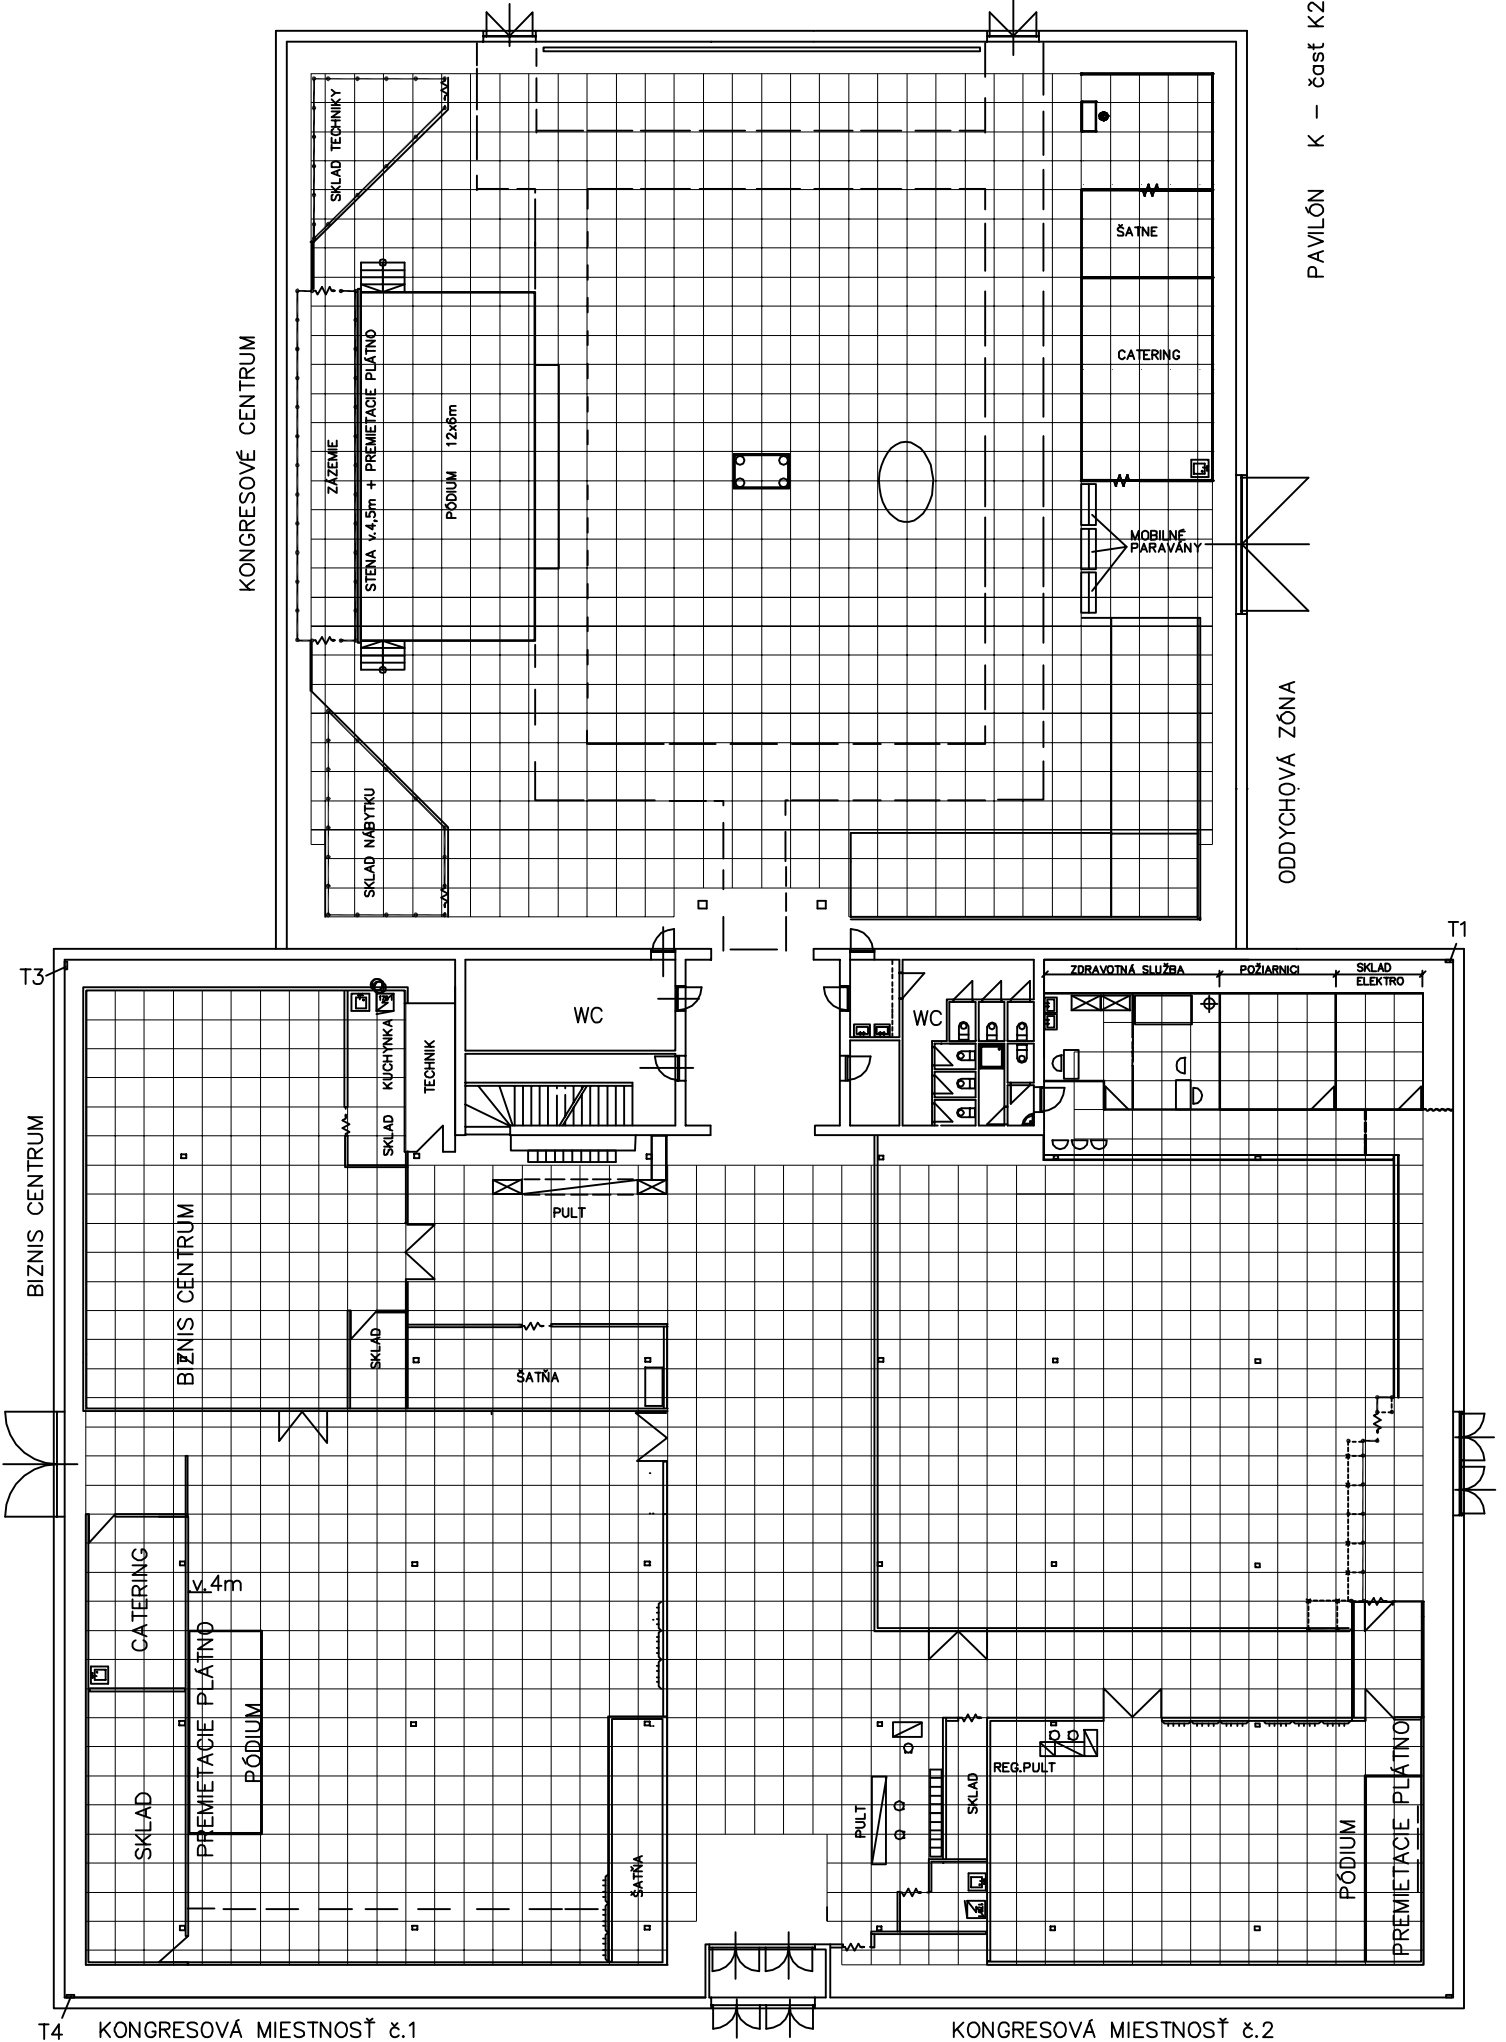 PAVILÓN K - časť K2
SKLAD TECHNIKY
ŠATNE
CATERING
KONGRESOVÉ CENTRUM
ZÁZEMIE
STENA v.4,5m + PREMIETACIE PLÁTNO
PÓDIUM 12x6m
MOBILNÉ
PARAVÁNY
ODDYCHOVÁ ZÓNA
SKLAD NÁBYTKU
T1
T3
ZDRAVOTNÁ SLUŽBA
POŽIARNICI
SKLAD
ELEKTRO
WC
WC
KUCHYNKA
SKLAD
TECHNIK
BIZNIS CENTRUM
BIZNIS CENTRUM
PULT
SKLAD
ŠATŇA
CATERING
v.4m
PREMIETACIE PLÁTNO
PÓDIUM
SKLAD
ŠATŇA
PULT
SKLAD
REG.PULT
PÓDIUM
PREMIETACIE PLÁTNO
T4
KONGRESOVÁ MIESTNOSŤ č.1
KONGRESOVÁ MIESTNOSŤ č.2